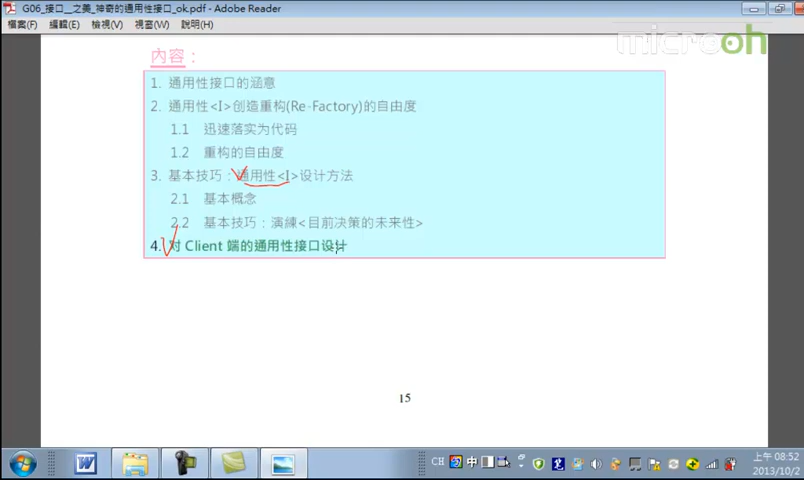 G06_接口__之美_神奇的通用性接口_ok.pdf - Adobe Reader
檔案(F) 編輯(E) 檢視(V) 視窗(W) 說明(H)
microoh
内容：
1. 通用性接口的涵意
2. 通用性<I>创造重构(Re-Factory)的自由度
1.1 迅速落实为代码
1.2 重构的自由度
3. 基本技巧：通用性<I>设计方法
2.1 基本概念
2.2 基本技巧：演練<目前决策的未来性>
4. 对 Client 端的通用性接口设计
15
CH 中
上午 08:52
2013/10/2